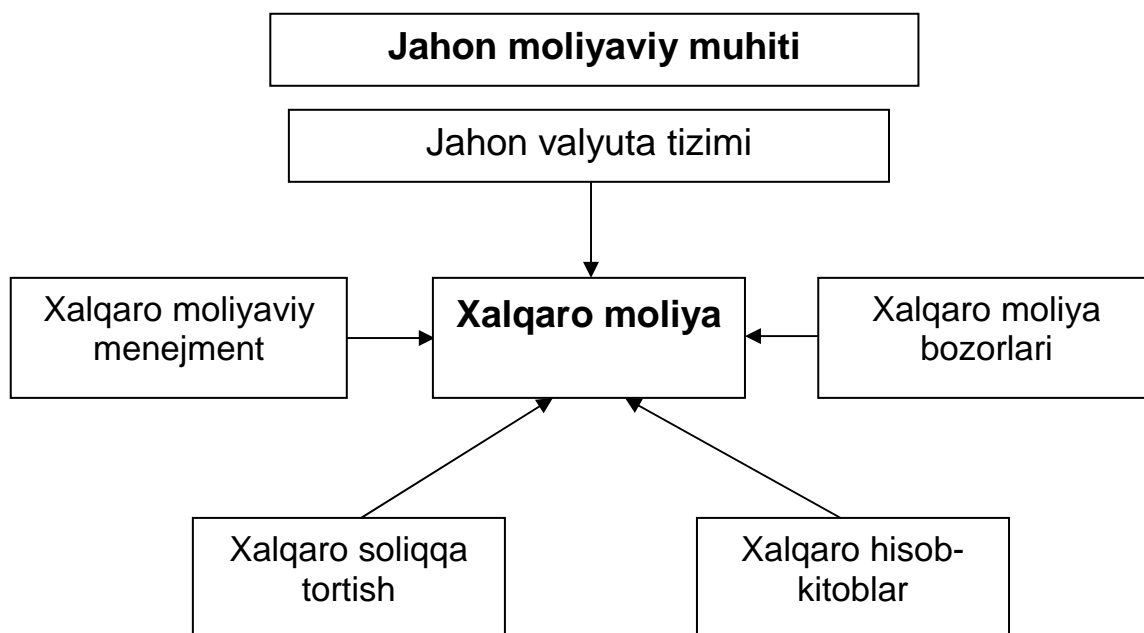 Jahon moliyaviy muhiti
Jahon valyuta tizimi
Xalqaro moliyaviy
menejment
Xalqaro moliya
Xalqaro moliya
bozorlari
Xalqaro soliqqa
tortish
Xalqaro hisob-
kitoblar